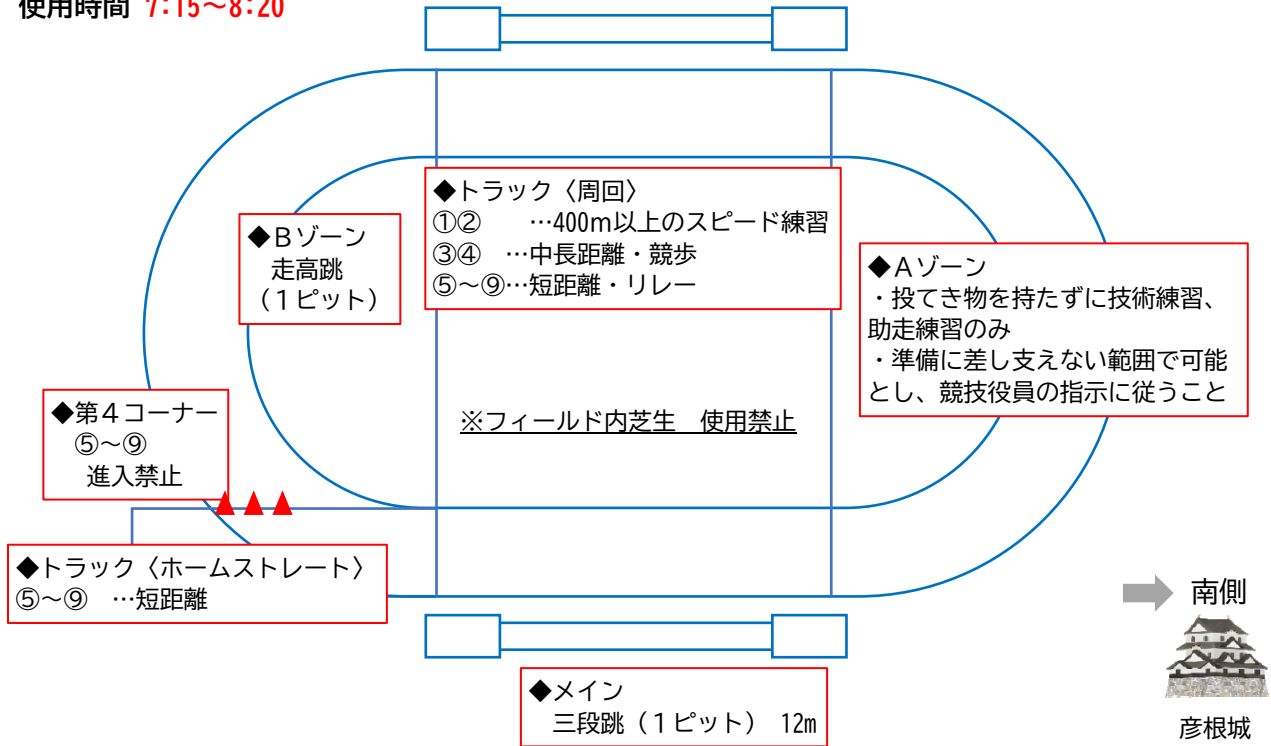 使用時間 7:15～8:20
◆トラック〈周回〉
①②　　…400m以上のスピード練習
③④　…中長距離・競歩
⑤～⑨…短距離・リレー
◆Ｂゾーン
走高跳
（１ピット）
◆Ａゾーン
・投てき物を持たずに技術練習、
助走練習のみ
・準備に差し支えない範囲で可能
とし、競技役員の指示に従うこと
◆第４コーナー
⑤～⑨
進入禁止
※フィールド内芝生　使用禁止
◆トラック〈ホームストレート〉
⑤～⑨　…短距離
南側
彦根城
◆メイン
三段跳（１ピット） 12m